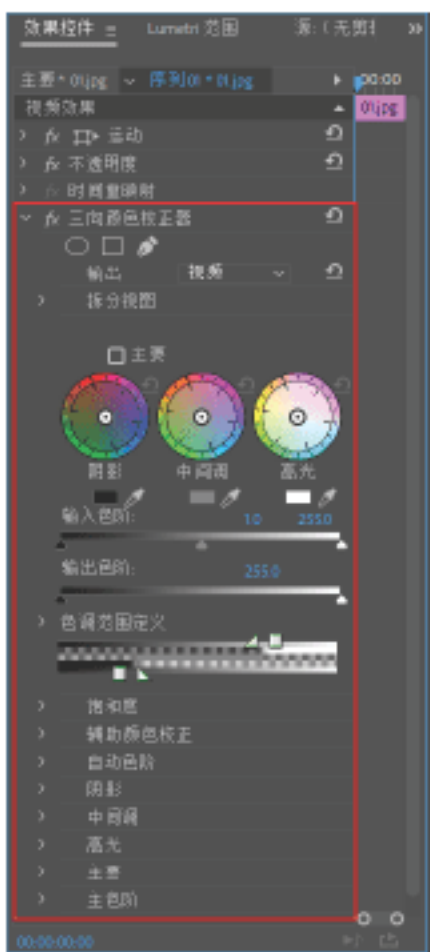 效果控件 Lumetri 范围 源:(无剪
主要*01.jpg 序列01*01.jpg 00:00
视频效果 01.jpg
fx 运动
fx 不透明度
fx 时间重映射
fx 三向颜色校正器
输出 视频
拆分视图
主要
阴影 中间调 高光
输入色阶: 1.0 255.0
输出色阶: 255.0
色调范围定义
饱和度
辅助颜色校正
自动色阶
阴影
中间调
高光
主要
主色阶
00:00:00:00